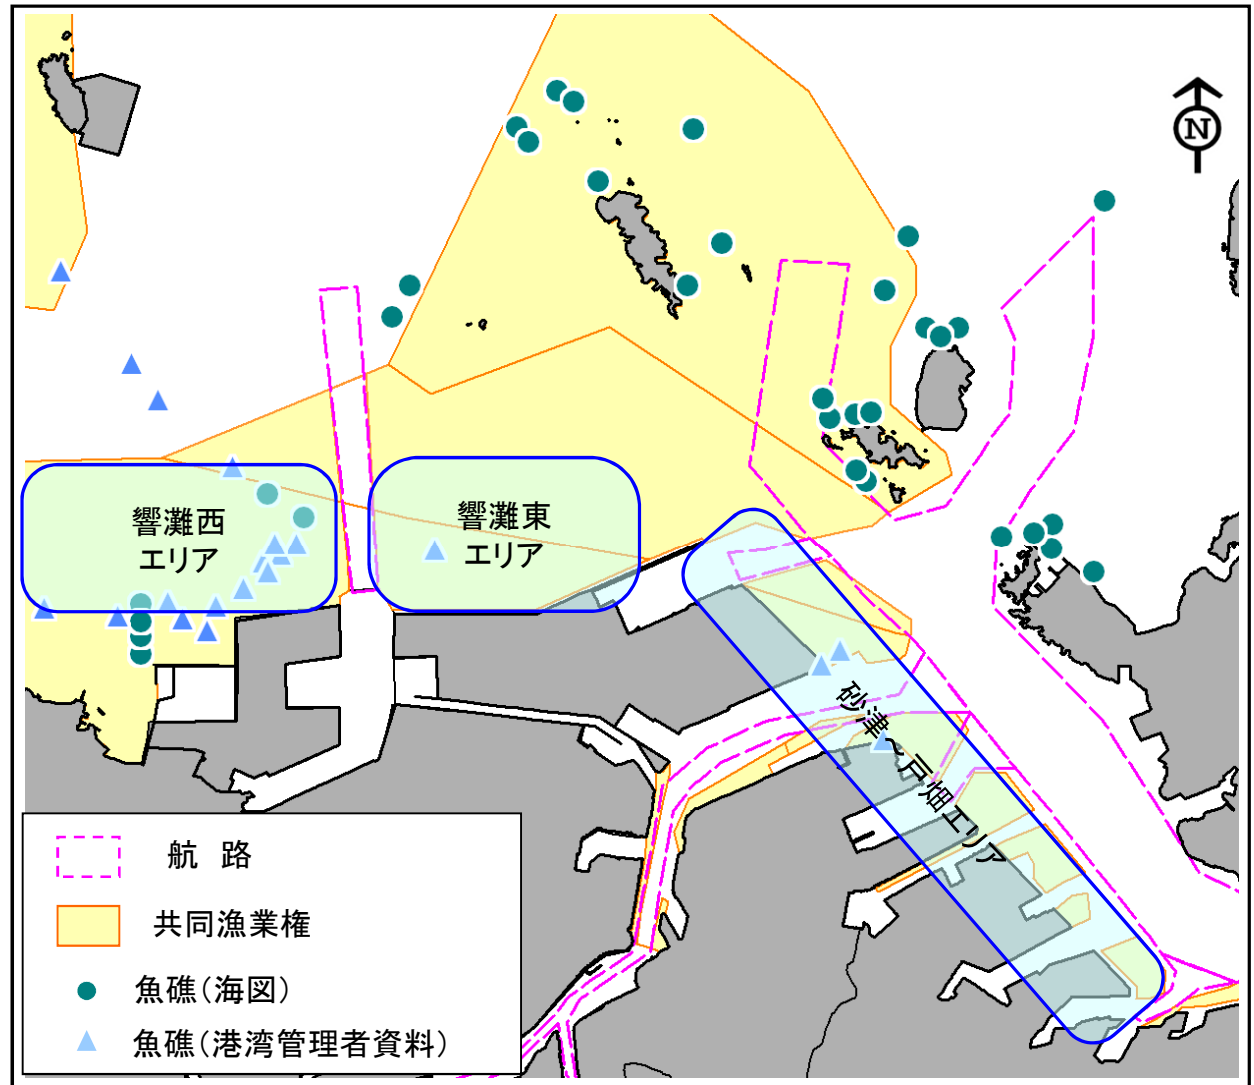 N
響灘西
エリア
響灘東
エリア
砂津～戸畑エリア
航 路
共同漁業権
魚礁(海図)
魚礁(港湾管理者資料)